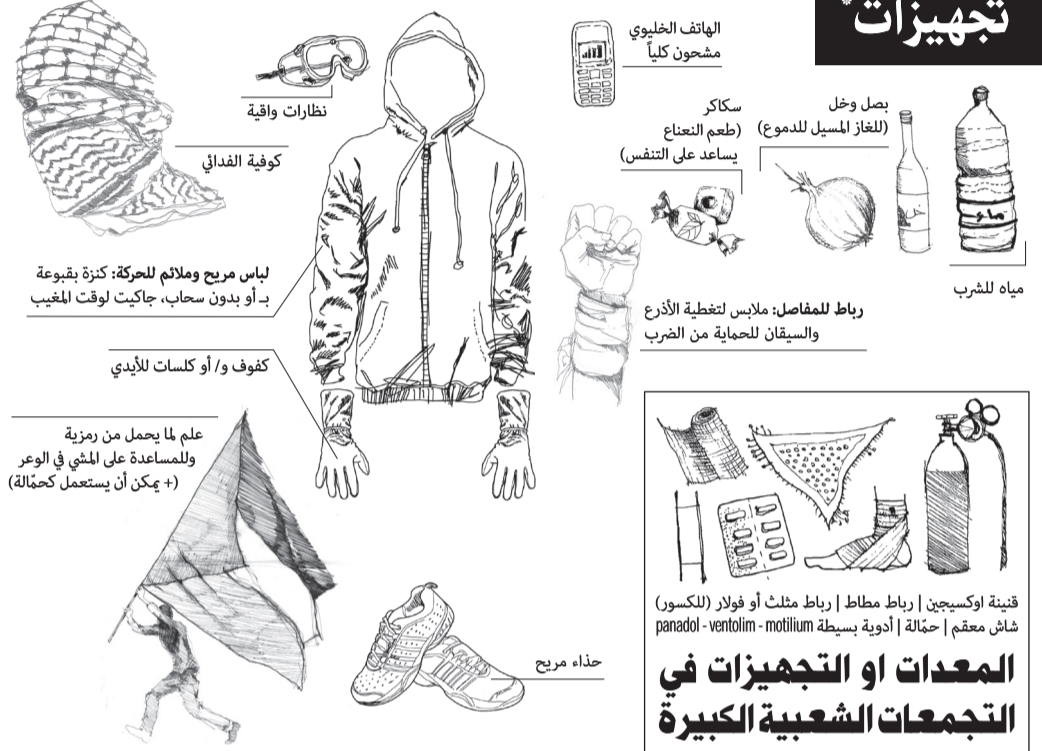 تجهيزات*
الهاتف الخليوي
مشحون كلياً
نظارات واقية
كوفية الفدائي
سكاكر
(طعم النعناع
يساعد على التنفس)
بصل وخل
(للغاز المسيل للدموع)
خل
ماء
مياه للشرب
لباس مريح وملائم للحركة: كنزة بقبوعة
بـ أو بدون سحاب، جاكيت لوقت المغيب
رباط للمفاصل: ملابس لتغطية الأذرع
والسيقان للحماية من الضرب
كفوف و/ أو كلسات للأيدي
علم لما يحمل من رمزية
وللمساعدة على المشي في الوعر
(+ يمكن أن يستعمل كحمّالة)
حذاء مريح
قنينة اوكسيجين | رباط مطاط | رباط مثلث أو فولار (للكسور)
شاش معقم | حمّالة | أدوية بسيطة panadol - ventolim - motilium
المعدات او التجهيزات في
التجمعات الشعبية الكبيرة